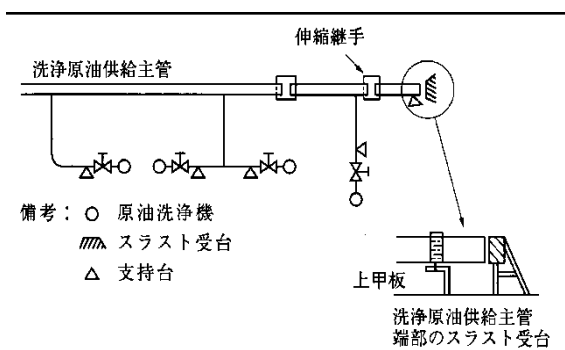 伸縮継手
洗浄原油供給主管
備考：○ 原油洗浄機
スラスト受台
△ 支持台
上甲板
洗浄原油供給主管
端部のスラスト受台